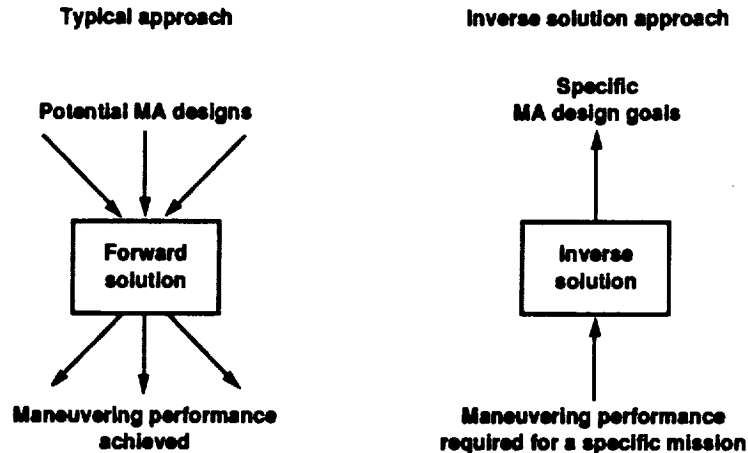 Typical approach
Potential MA designs
Forward
solution
Maneuvering performance
achieved
Inverse solution approach
Specific
MA design goals
Inverse
solution
Maneuvering performance
required for a specific mission